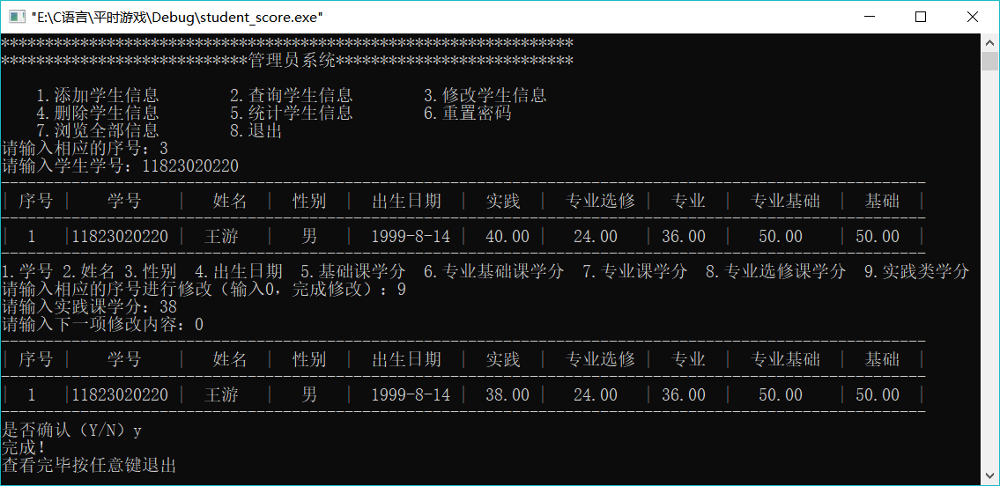 "E:\C语言\平时游戏\Debug\student_score.exe"
*****************************************************************
****************************管理员系统***************************
1.添加学生信息 2.查询学生信息 3.修改学生信息
4.删除学生信息 5.统计学生信息 6.重置密码
7.浏览全部信息 8.退出
请输入相应的序号：3
请输入学生学号：11823020220
---------------------------------------------------------------------------------------------------------
| 序号 | 学号 | 姓名 | 性别 | 出生日期 | 实践 | 专业选修 | 专业 | 专业基础 | 基础 |
---------------------------------------------------------------------------------------------------------
| 1 |11823020220 | 王游 | 男 | 1999-8-14 | 40.00 | 24.00 | 36.00 | 50.00 | 50.00 |
---------------------------------------------------------------------------------------------------------
1.学号 2.姓名 3.性别 4.出生日期 5.基础课学分 6.专业基础课学分 7.专业课学分 8.专业选修课学分 9.实践类学分
请输入相应的序号进行修改（输入0，完成修改）：9
请输入实践课学分：38
请输入下一项修改内容：0
---------------------------------------------------------------------------------------------------------
| 序号 | 学号 | 姓名 | 性别 | 出生日期 | 实践 | 专业选修 | 专业 | 专业基础 | 基础 |
---------------------------------------------------------------------------------------------------------
| 1 |11823020220 | 王游 | 男 | 1999-8-14 | 38.00 | 24.00 | 36.00 | 50.00 | 50.00 |
---------------------------------------------------------------------------------------------------------
是否确认（Y/N）y
完成！
查看完毕按任意键退出